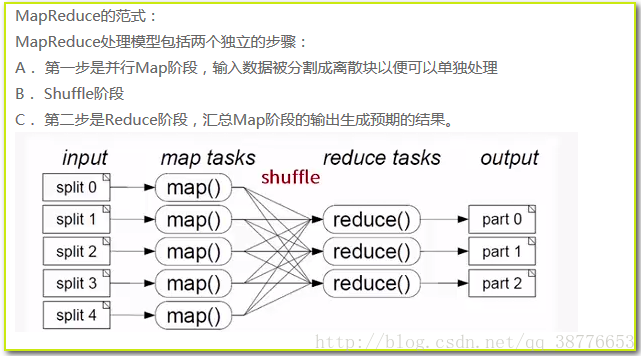 MapReduce的范式：
MapReduce处理模型包括两个独立的步骤：
A． 第一步是并行Map阶段，输入数据被分割成离散块以便可以单独处理
B． Shuffle阶段
C． 第二步是Reduce阶段，汇总Map阶段的输出生成预期的结果。
input map tasks reduce tasks output
shuffle
split 0 map()
split 1 map() reduce() part 0
split 2 map() reduce() part 1
split 3 map() reduce() part 2
split 4 map()
http://blog.csdn.net/qq_38776653